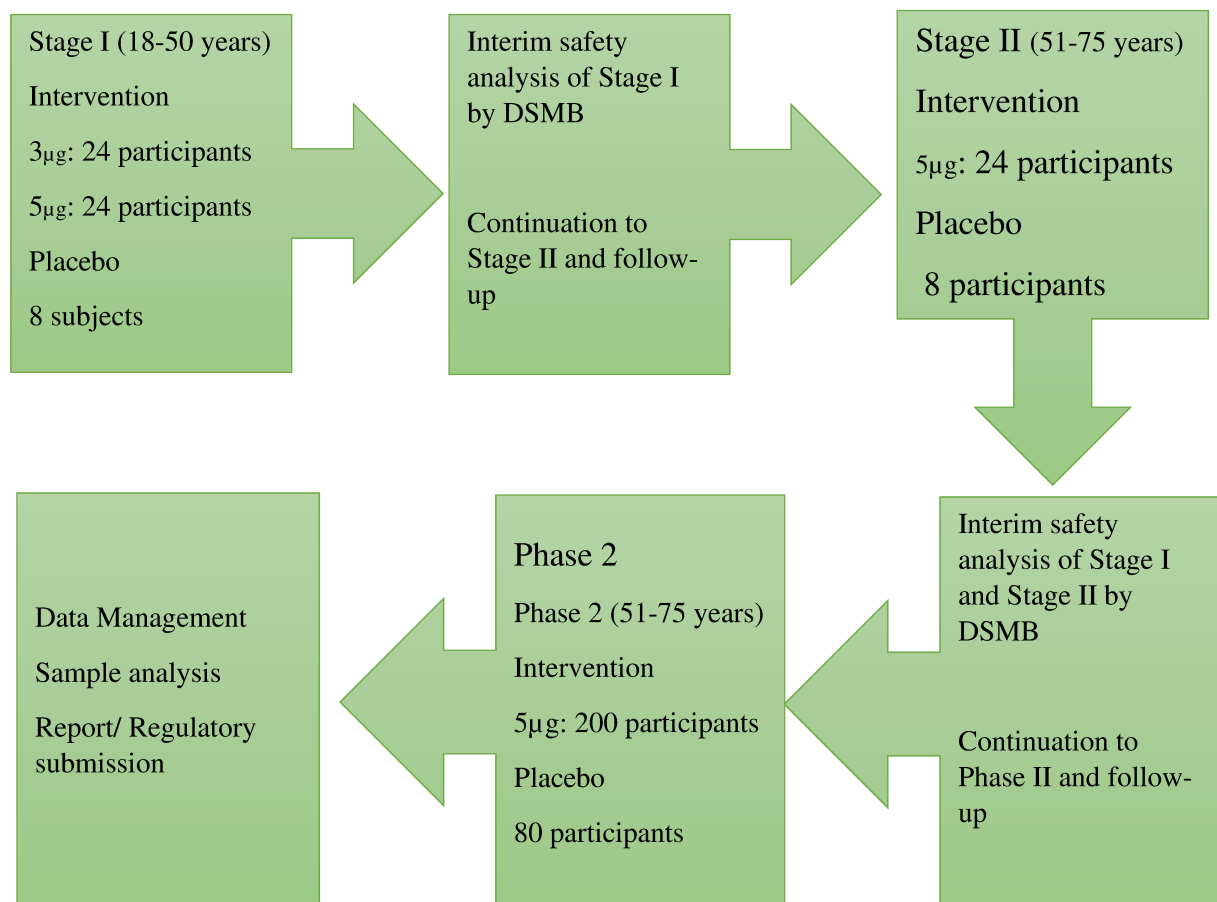 Stage I (18-50 years)
Intervention
3µg: 24 participants
5µg: 24 participants
Placebo
8 subjects
Interim safety
analysis of Stage I
by DSMB
Continuation to
Stage II and follow-
up
Stage II (51-75 years)
Intervention
5µg: 24 participants
Placebo
8 participants
Interim safety
analysis of Stage I
and Stage II by
DSMB
Continuation to
Phase II and follow-
up
Phase 2
Phase 2 (51-75 years)
Intervention
5µg: 200 participants
Placebo
80 participants
Data Management
Sample analysis
Report/ Regulatory
submission